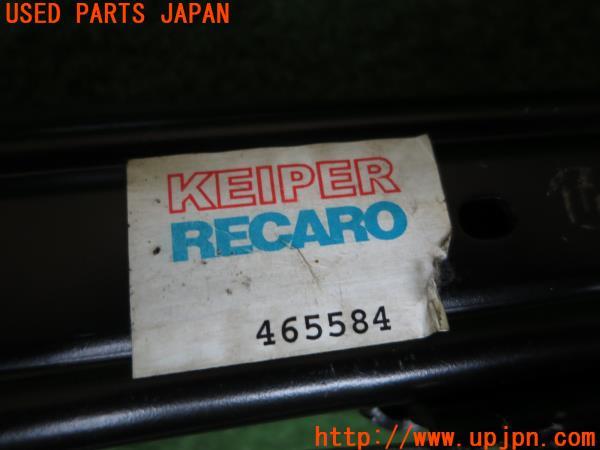 USED PARTS JAPAN
KEIPER
RECARO
465584
http://www.upjpn.com